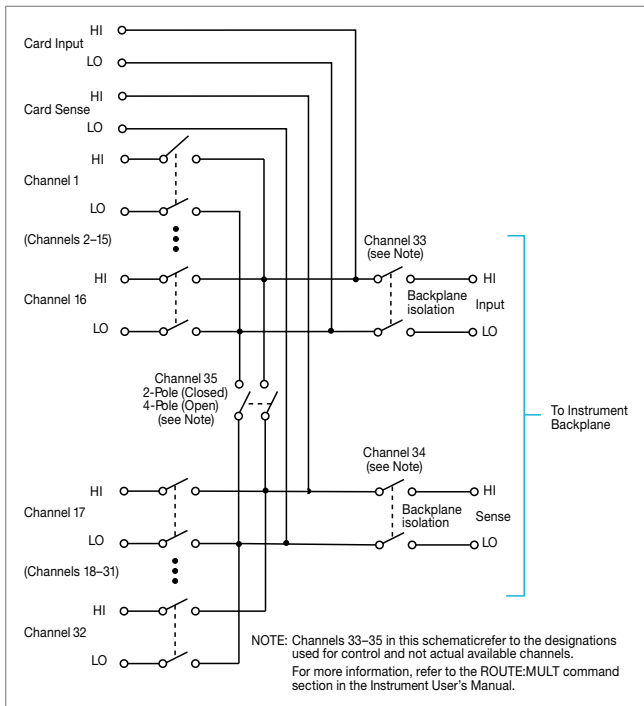 Card Input
HI
LO
Card Sense
HI
LO
Channel 1
HI
LO
(Channels 2–15)
Channel 16
HI
LO
Channel 33
(see Note)
Backplane
isolation
HI
Input
LO
Channel 35
2-Pole (Closed)
4-Pole (Open)
(see Note)
To Instrument
Backplane
Channel 34
(see Note)
Channel 17
HI
LO
Backplane
isolation
HI
Sense
LO
(Channels 18–31)
Channel 32
HI
LO
NOTE: Channels 33–35 in this schematicrefer to the designations
used for control and not actual available channels.
For more information, refer to the ROUTE:MULT command
section in the Instrument User's Manual.